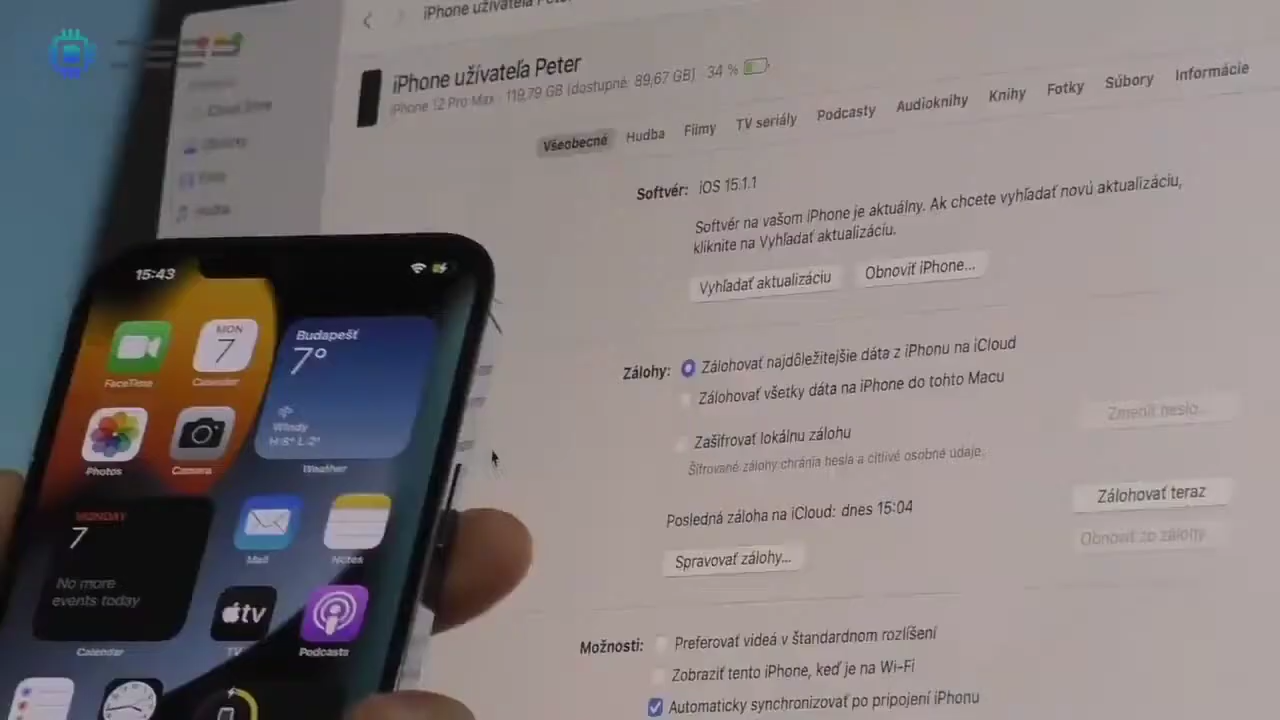 iPhone užívateľa Peter
iPhone užívateľa Peter
iPhone 12 Pro Max · 119,79 GB (dostupné: 89,67 GB) · 34 %
Všeobecné Hudba Filmy TV seriály Podcasty Audioknihy Knihy Fotky Súbory Informácie
Softvér: iOS 15.1.1
Softvér na vašom iPhone je aktuálny. Ak chcete vyhľadať novú aktualizáciu,
kliknite na Vyhľadať aktualizáciu.
Vyhľadať aktualizáciu Obnoviť iPhone...
Zálohy: Zálohovať najdôležitejšie dáta z iPhonu na iCloud
Zálohovať všetky dáta na iPhone do tohto Macu
Zašifrovať lokálnu zálohu
Zmeniť heslo...
Šifrované zálohy chránia heslá a citlivé osobné údaje.
Posledná záloha na iCloud: dnes 15:04
Zálohovať teraz
Spravovať zálohy...
Obnoviť zo zálohy
Možnosti: Preferovať videá v štandardnom rozlíšení
Zobraziť tento iPhone, keď je na Wi-Fi
Automaticky synchronizovať po pripojení iPhonu
15:43
FaceTime
MON
7
Calendar
Budapešť
7°
Windy
H:8° L:2°
Weather
Photos
Camera
MONDAY
7
No more
events today
Calendar
Mail
Notes
tv
TV
Podcasts